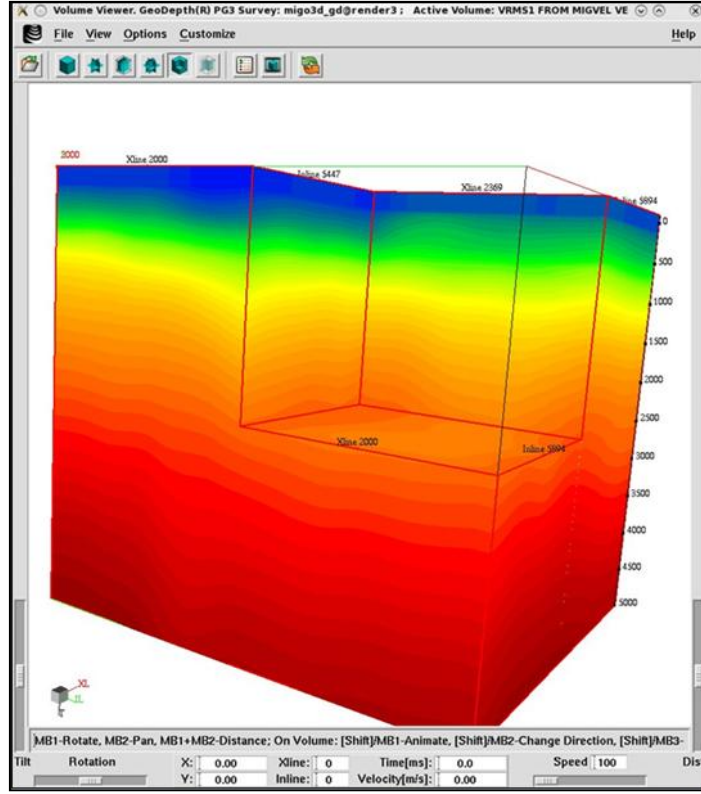 Volume Viewer. GeoDepth(R) PG3 Survey: migo3d_gd@render3 ; Active Volume: VRMS1 FROM MIGVEL VE
File View Options Customize Help
2000
Xline 2000
Inline 5447
Xline 2369
Inline 5894
0
500
1000
1500
2000
2500
3000
3500
4000
4500
5000
Xline 2000
Inline 5894
XL
IL
MB1-Rotate, MB2-Pan, MB1+MB2-Distance; On Volume: [Shift]/MB1-Animate, [Shift]/MB2-Change Direction, [Shift]/MB3-
Tilt Rotation X: 0.00 Xline: 0 Time[ms]: 0.0 Speed 100 Dis
Y: 0.00 Inline: 0 Velocity[m/s]: 0.00